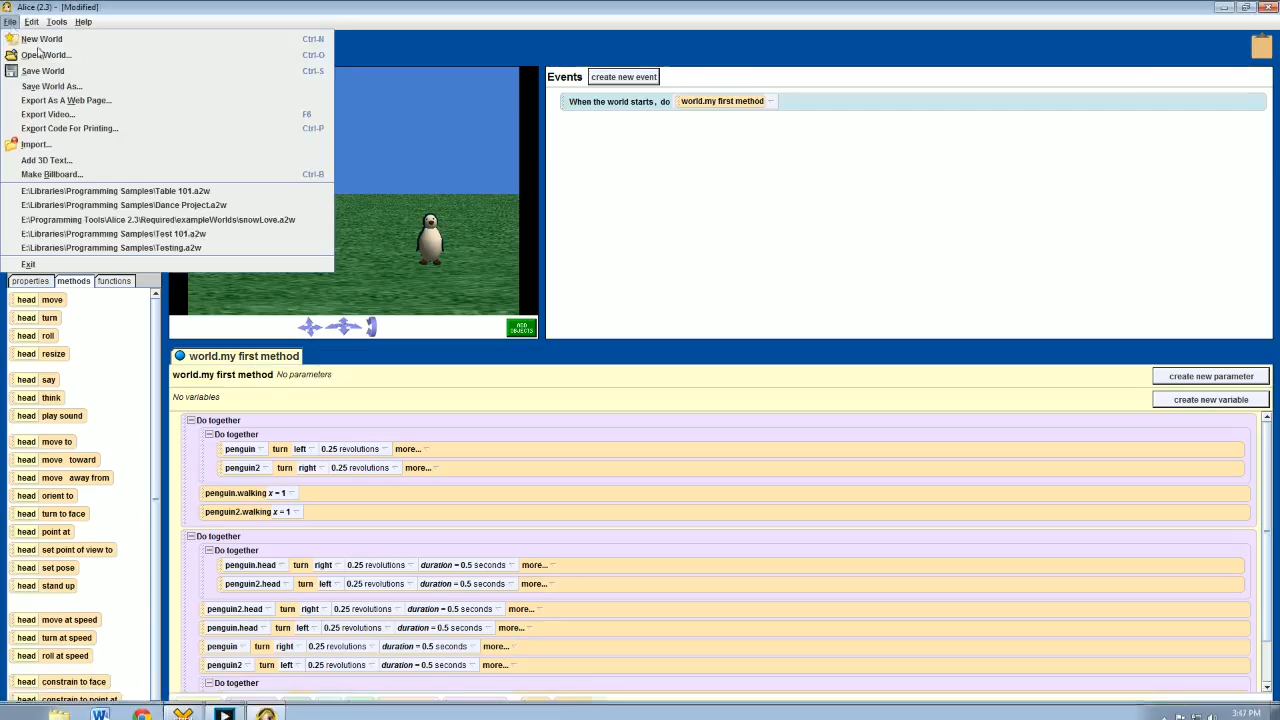 Alice (2.3) - [Modified]
File Edit Tools Help
New World Ctrl-N
Open World... Ctrl-O
Save World Ctrl-S
Save World As...
Export As A Web Page...
Export Video... F6
Export Code For Printing... Ctrl-P
Import...
Add 3D Text...
Make Billboard... Ctrl-B
E:\Libraries\Programming Samples\Table 101.a2w
E:\Libraries\Programming Samples\Dance Project.a2w
E:\Programming Tools\Alice 2.3\Required\exampleWorlds\snowLove.a2w
E:\Libraries\Programming Samples\Test 101.a2w
E:\Libraries\Programming Samples\Testing.a2w
Exit
Events create new event
When the world starts, do world.my first method
ADD OBJECTS
properties methods functions
head move
head turn
head roll
head resize
head say
head think
head play sound
head move to
head move toward
head move away from
head orient to
head turn to face
head point at
head set point of view to
head set pose
head stand up
head move at speed
head turn at speed
head roll at speed
head constrain to face
head constrain to point at
world.my first method
world.my first method No parameters create new parameter
No variables create new variable
Do together
Do together
penguin turn left 0.25 revolutions more...
penguin2 turn right 0.25 revolutions more...
penguin.walking x = 1
penguin2.walking x = 1
Do together
Do together
penguin.head turn right 0.25 revolutions duration = 0.5 seconds more...
penguin2.head turn left 0.25 revolutions duration = 0.5 seconds more...
penguin2.head turn right 0.25 revolutions duration = 0.5 seconds more...
penguin.head turn left 0.25 revolutions duration = 0.5 seconds more...
penguin turn right 0.25 revolutions duration = 0.5 seconds more...
penguin2 turn left 0.25 revolutions duration = 0.5 seconds more...
Do together
3:47 PM